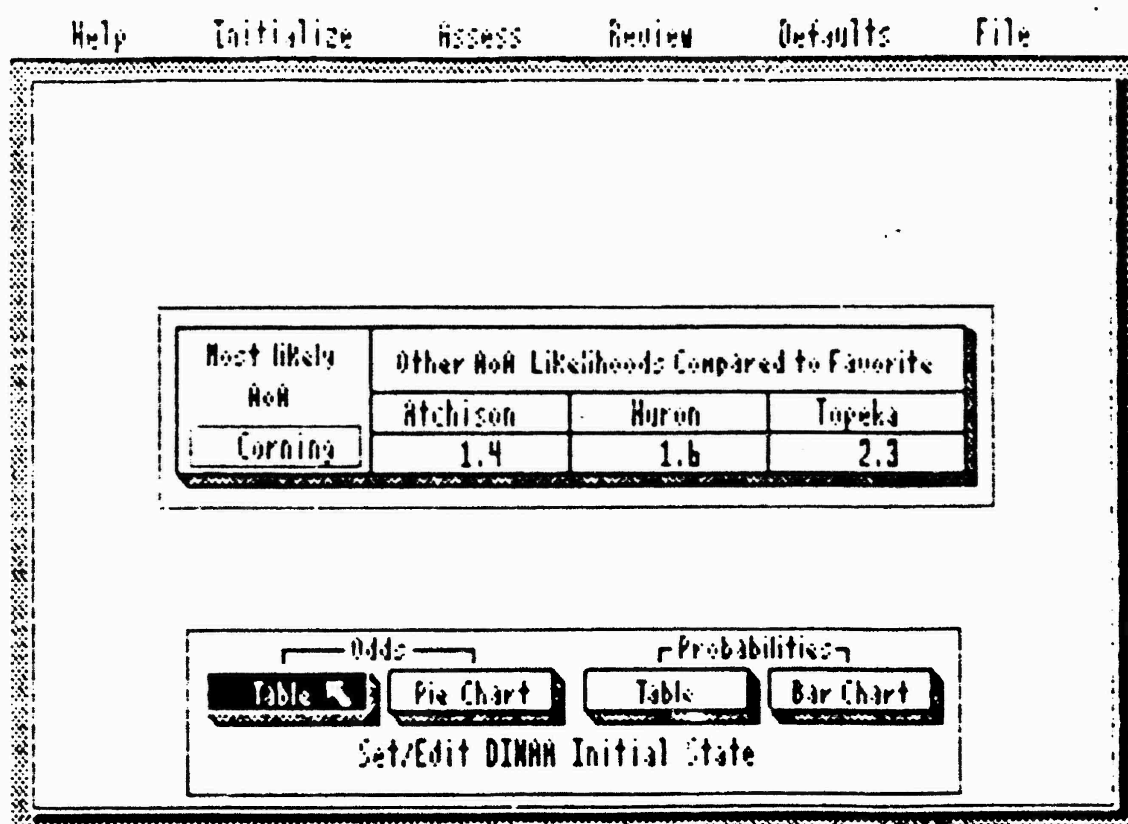 Help Initialize Assess Review Defaults File
Most likely
AoA
Corning
Other AoA Likelihoods Compared to Favorite
Atchison Huron Topeka
1.4 1.6 2.3
Odds Probabilities
Table Pie Chart Table Bar Chart
Set/Edit DINAA Initial State